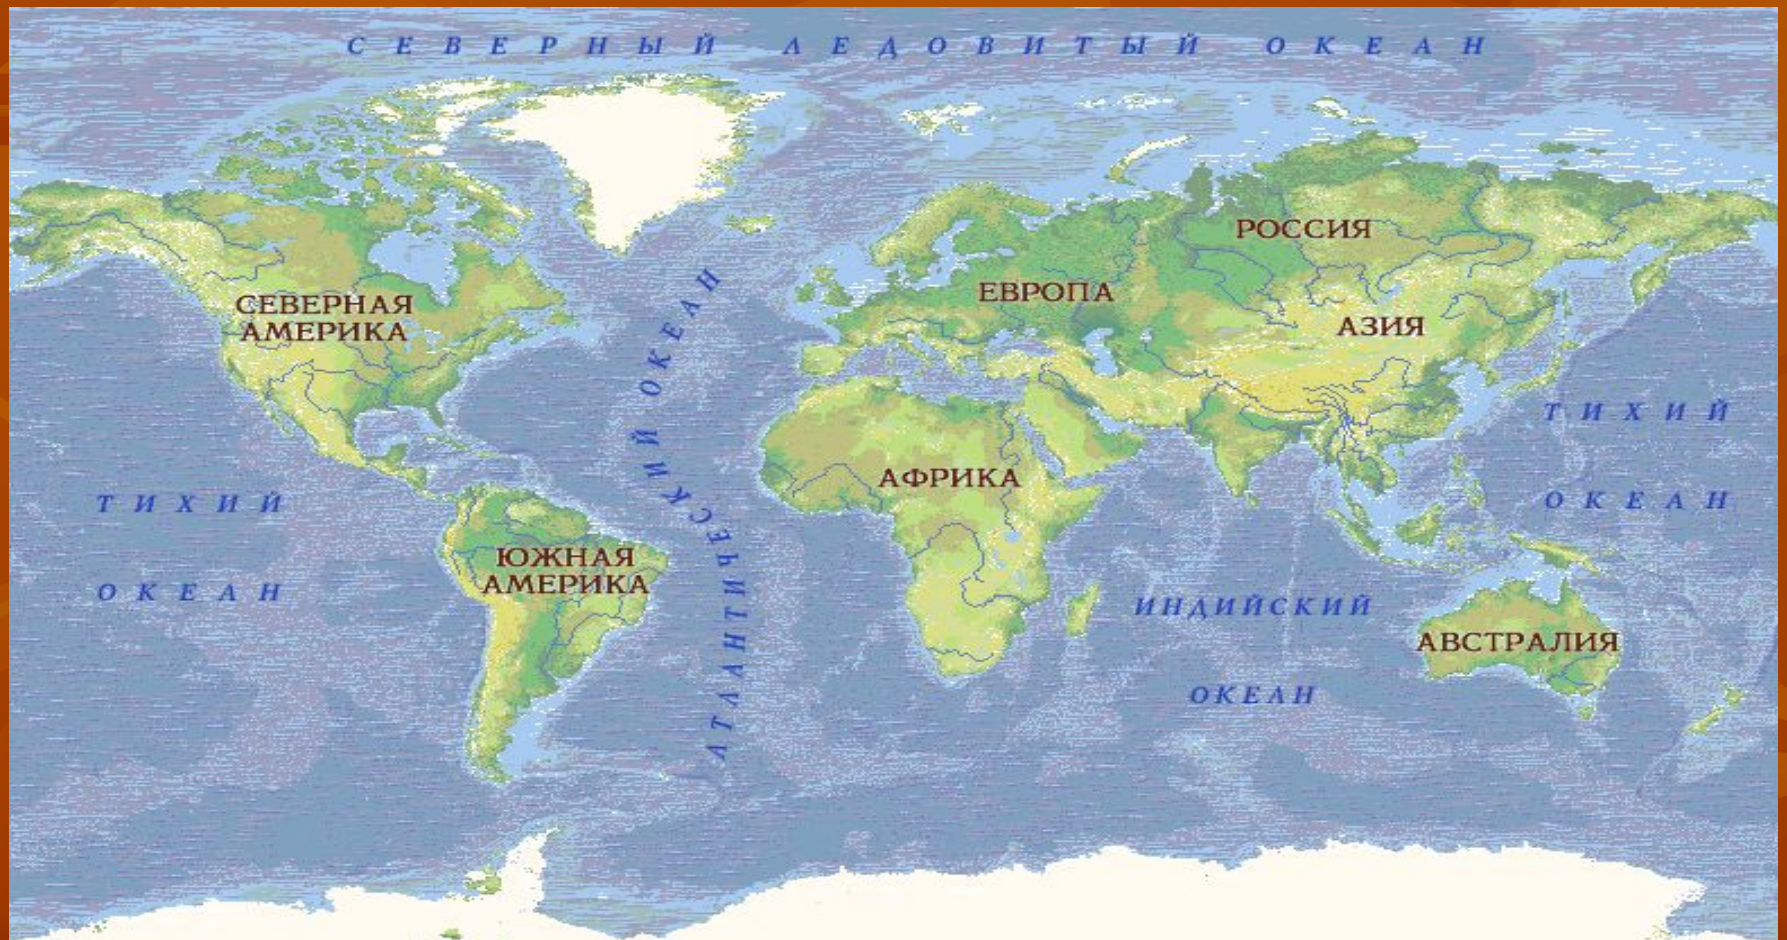 СЕВЕРНЫЙ ЛЕДОВИТЫЙ ОКЕАН
РОССИЯ
ЕВРОПА
СЕВЕРНАЯ
АМЕРИКА
АЗИЯ
АТЛАНТИЧЕСКИЙ ОКЕАН
ТИХИЙ
ОКЕАН
АФРИКА
ТИХИЙ
ОКЕАН
ЮЖНАЯ
АМЕРИКА
ИНДИЙСКИЙ
ОКЕАН
АВСТРАЛИЯ